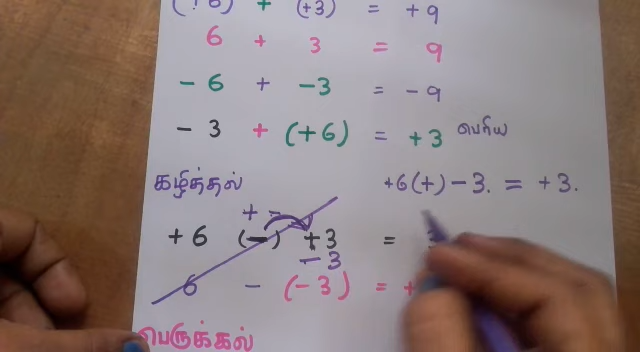 (+6) + (+3) = +9
6 + 3 = 9
- 6 + -3 = - 9
- 3 + (+6) = +3 பெரிய
கழித்தல் +6(+) - 3. = +3.
+ -
+6 (-) +3 =
- 3
6 - (-3) = +
பெருக்கல்